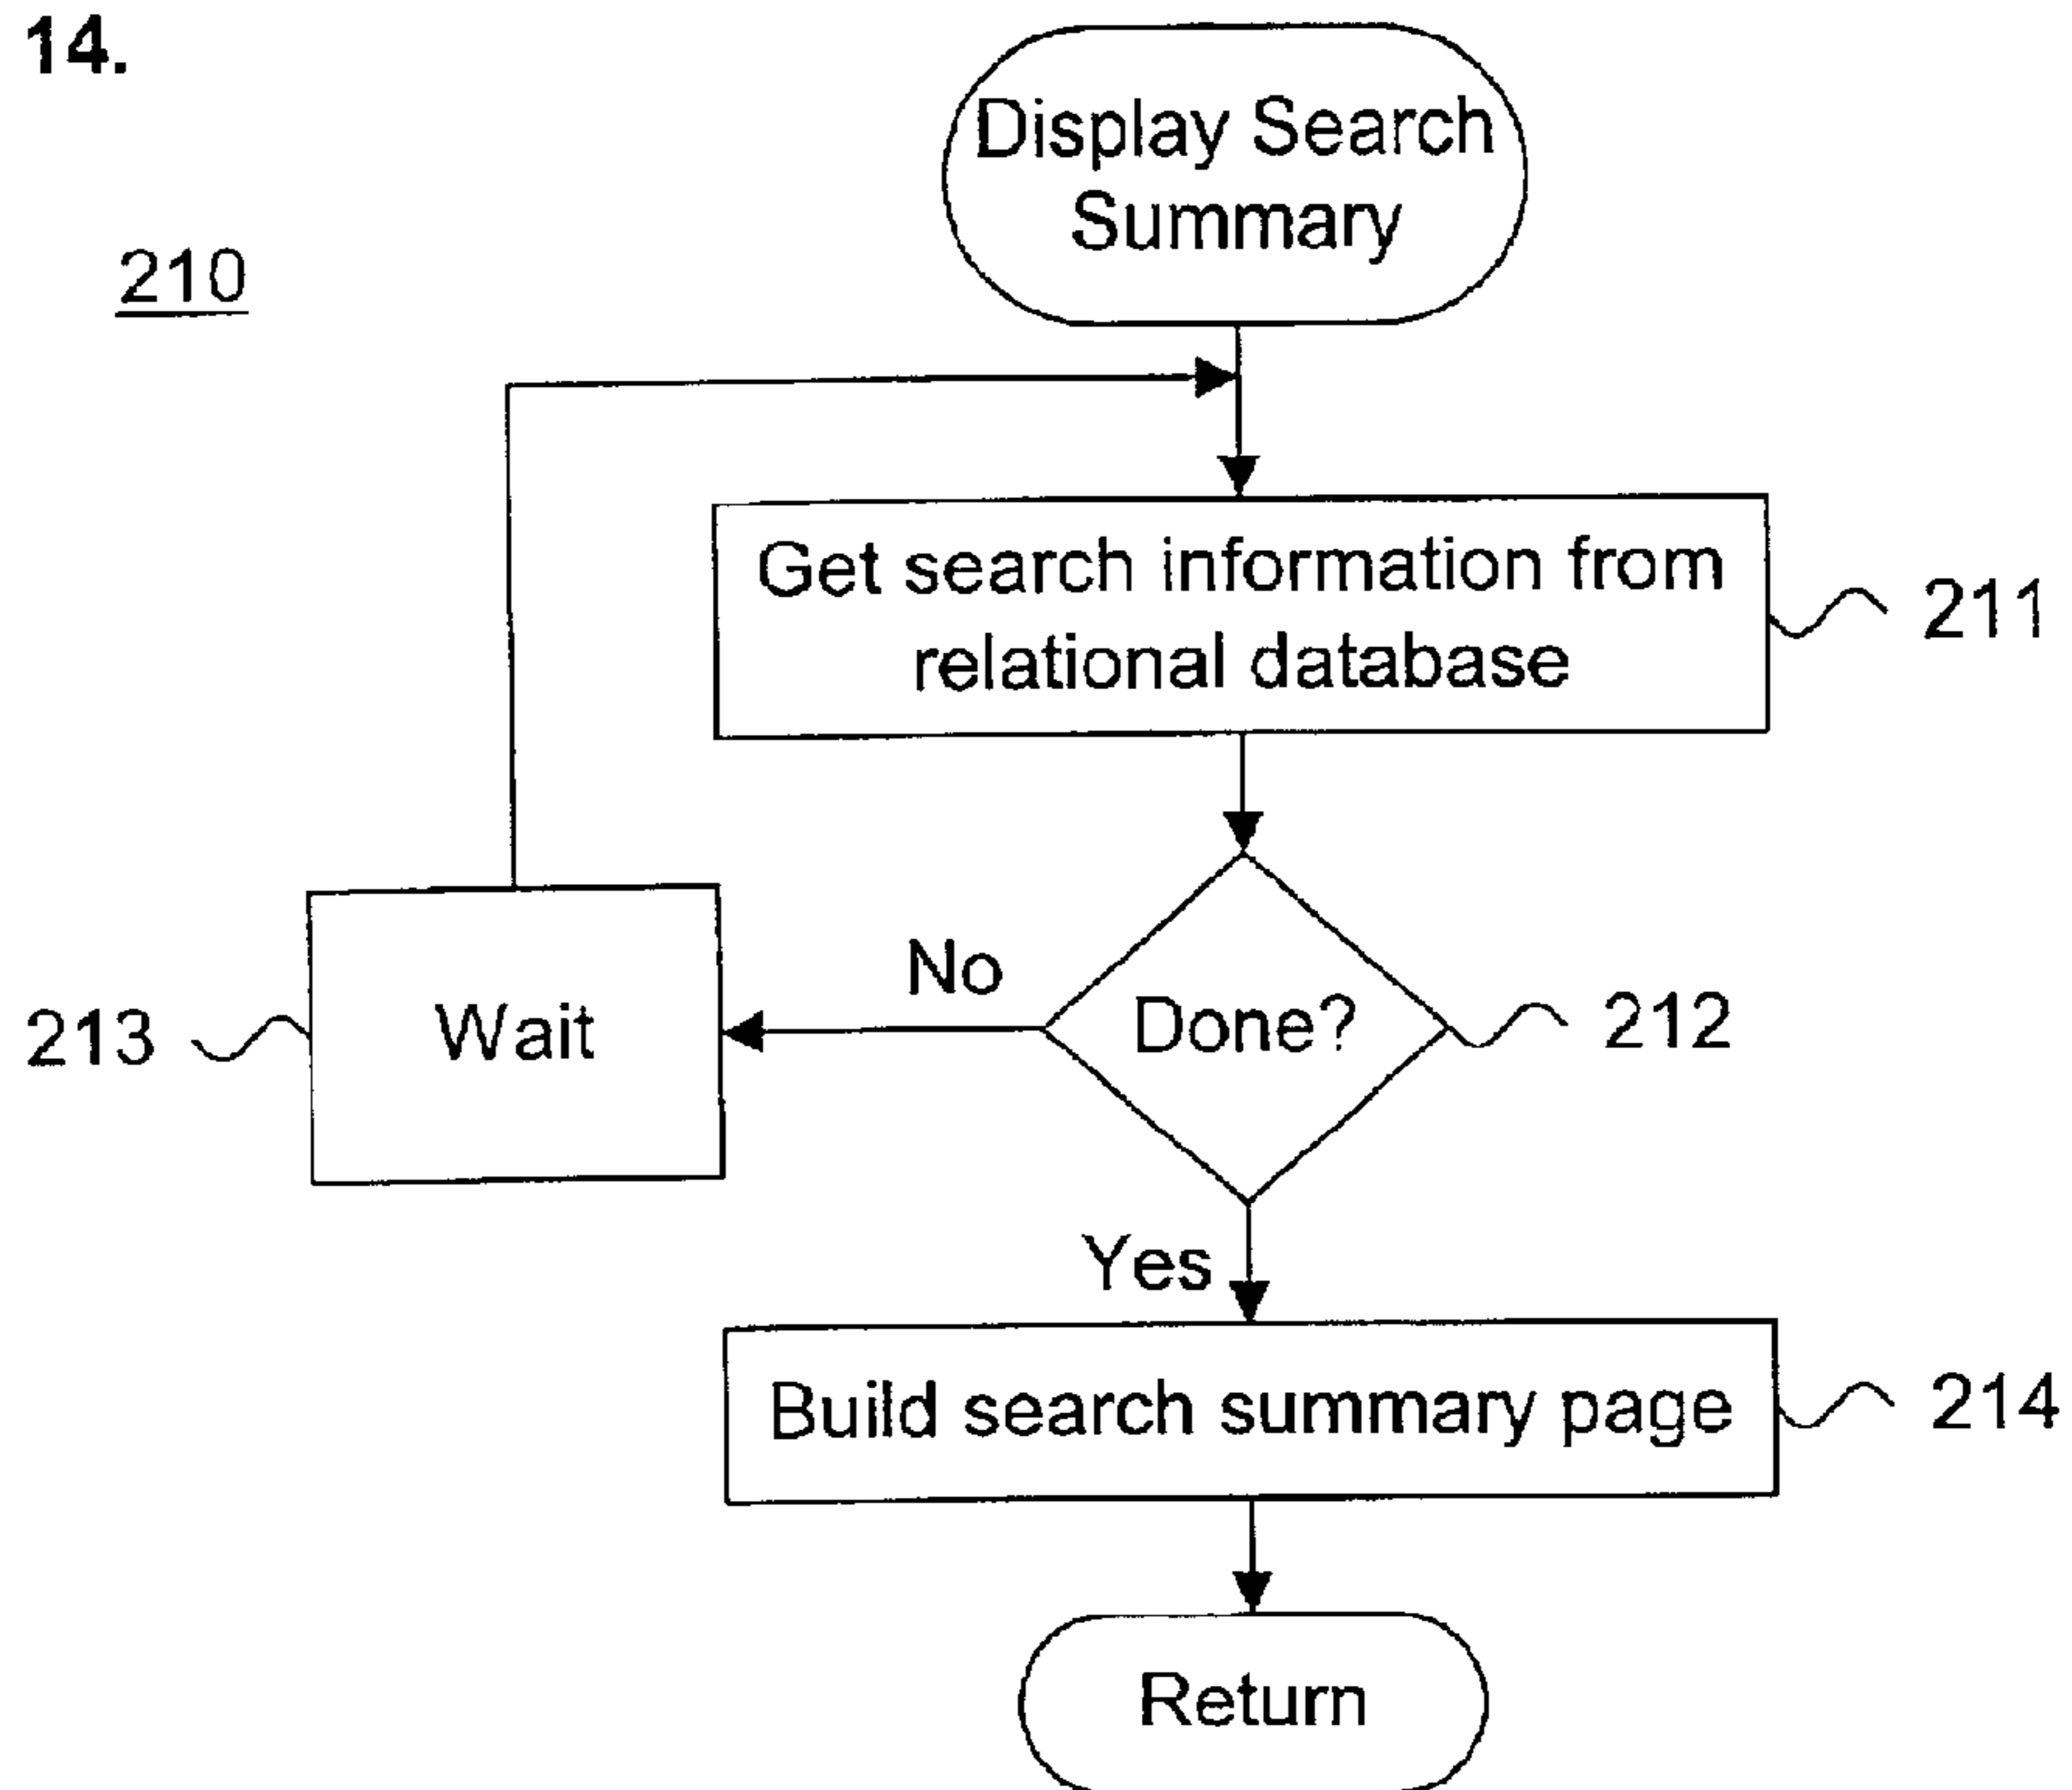 14.
Display Search
Summary
210
Get search information from
relational database
211
No
Done?
212
213
Wait
Yes
Build search summary page
214
Return